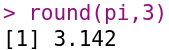 > round(pi,3)
[1] 3.142